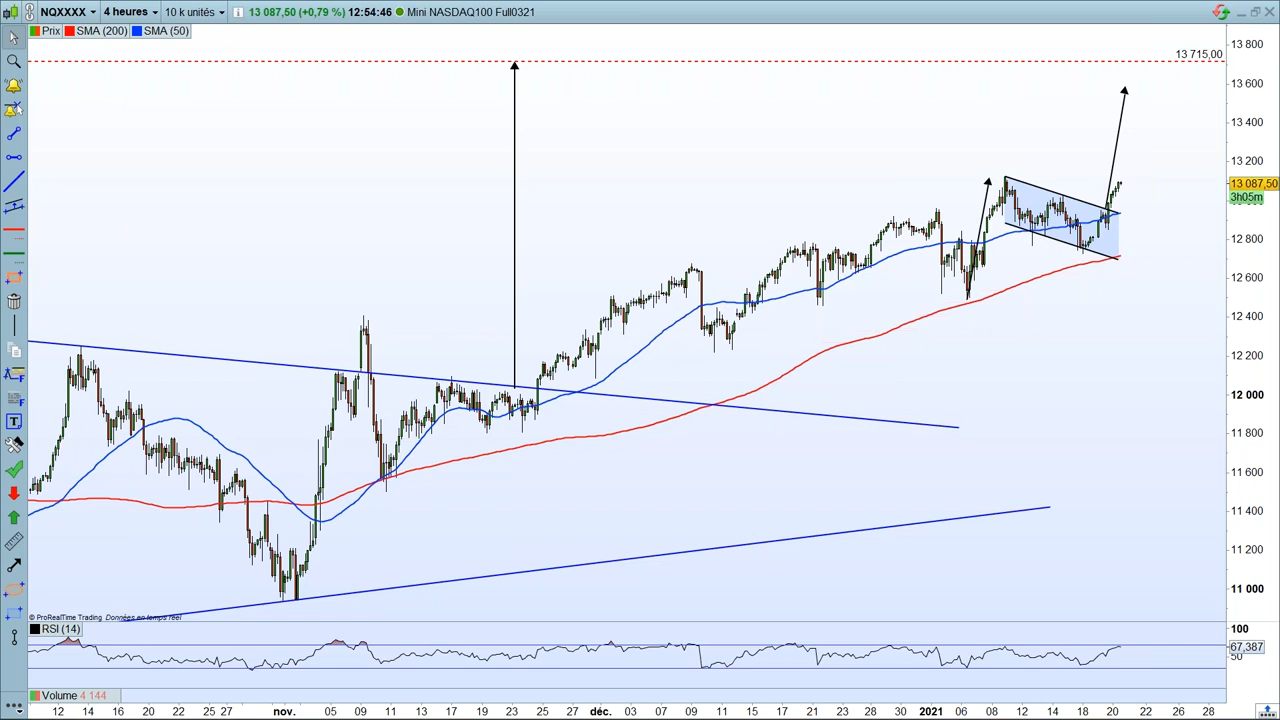 NQXXXX 4 heures 10 k unités 13 087,50 (+0,79 %) 12:54:46 Mini NASDAQ100 Full0321
Prix SMA (200) SMA (50)
13 715,00
13 800
13 600
13 400
13 200
13 087,50
3h05m
12 800
12 600
12 400
12 200
12 000
11 800
11 600
11 400
11 200
11 000
© ProRealTime Trading Données en temps réel
RSI (14)
100
67,387
50
Volume 4 144
12 14 16 20 22 25 27 nov. 05 09 11 13 17 19 23 25 27 déc. 03 07 09 11 15 17 21 23 28 30 2021 06 08 12 14 18 20 22 26 28